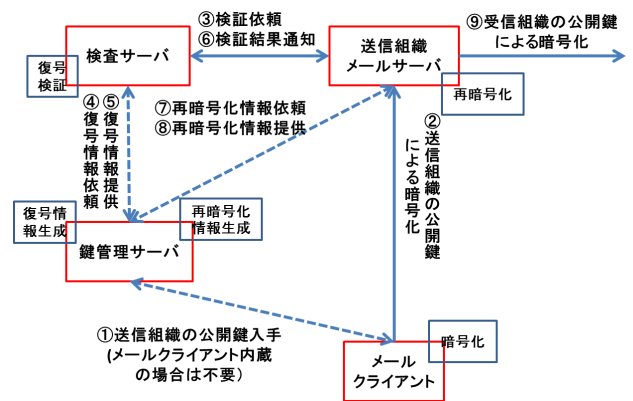 ③検証依頼
⑥検証結果通知
⑨受信組織の公開鍵
による暗号化
検査サーバ
復号
検証
送信組織
メールサーバ
再暗号化
④復号情報依頼
⑤復号情報提供
⑦再暗号化情報依頼
⑧再暗号化情報提供
②送信組織の公開鍵
による暗号化
復号情
報生成
再暗号化
情報生成
鍵管理サーバ
①送信組織の公開鍵入手
(メールクライアント内蔵
の場合は不要)
暗号化
メール
クライアント